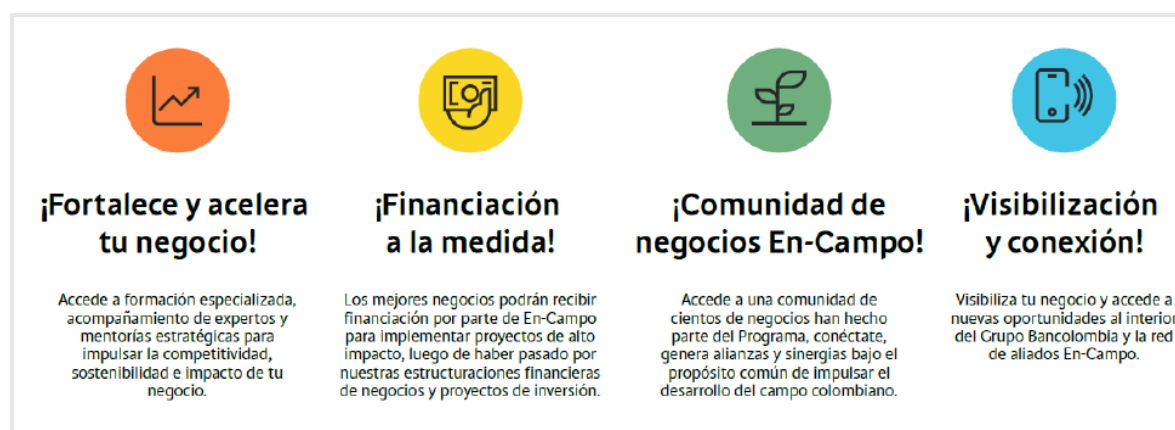 ¡Fortalece y acelera
tu negocio!
Accede a formación especializada,
acompañamiento de expertos y
mentorías estratégicas para
impulsar la competitividad,
sostenibilidad e impacto de tu
negocio.
¡Financiación
a la medida!
Los mejores negocios podrán recibir
financiación por parte de En-Campo
para implementar proyectos de alto
impacto, luego de haber pasado por
nuestras estructuraciones financieras
de negocios y proyectos de inversión.
¡Comunidad de
negocios En-Campo!
Accede a una comunidad de
cientos de negocios han hecho
parte del Programa, conéctate,
genera alianzas y sinergias bajo el
propósito común de impulsar el
desarrollo del campo colombiano.
¡Visibilización
y conexión!
Visibiliza tu negocio y accede a
nuevas oportunidades al interior
del Grupo Bancolombia y la red
de aliados En-Campo.